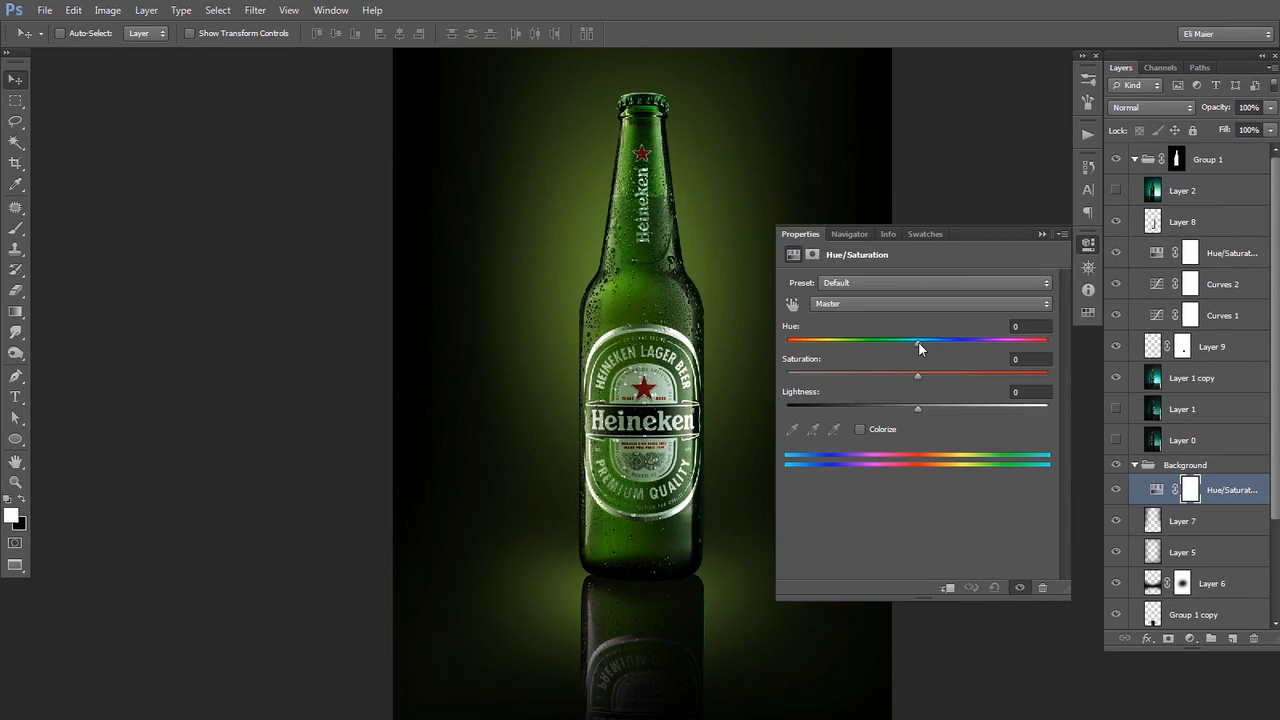 Ps File Edit Image Layer Type Select Filter View Window Help
Auto-Select: Layer Show Transform Controls Eli Maier
Layers Channels Paths
Kind
Normal Opacity: 100%
Lock: Fill: 100%
Group 1
Layer 2
Layer 8
Hue/Saturat...
Curves 2
Curves 1
Layer 9
Layer 1 copy
Layer 1
Layer 0
Background
Hue/Saturat...
Layer 7
Layer 5
Layer 6
Group 1 copy
Properties Navigator Info Swatches
Hue/Saturation
Preset: Default
Master
Hue: 0
Saturation: 0
Lightness: 0
Colorize
Heineken
HEINEKEN LAGER BEER
TRADE MARK
Heineken
PREMIUM QUALITY
PREMIUM QUALITY